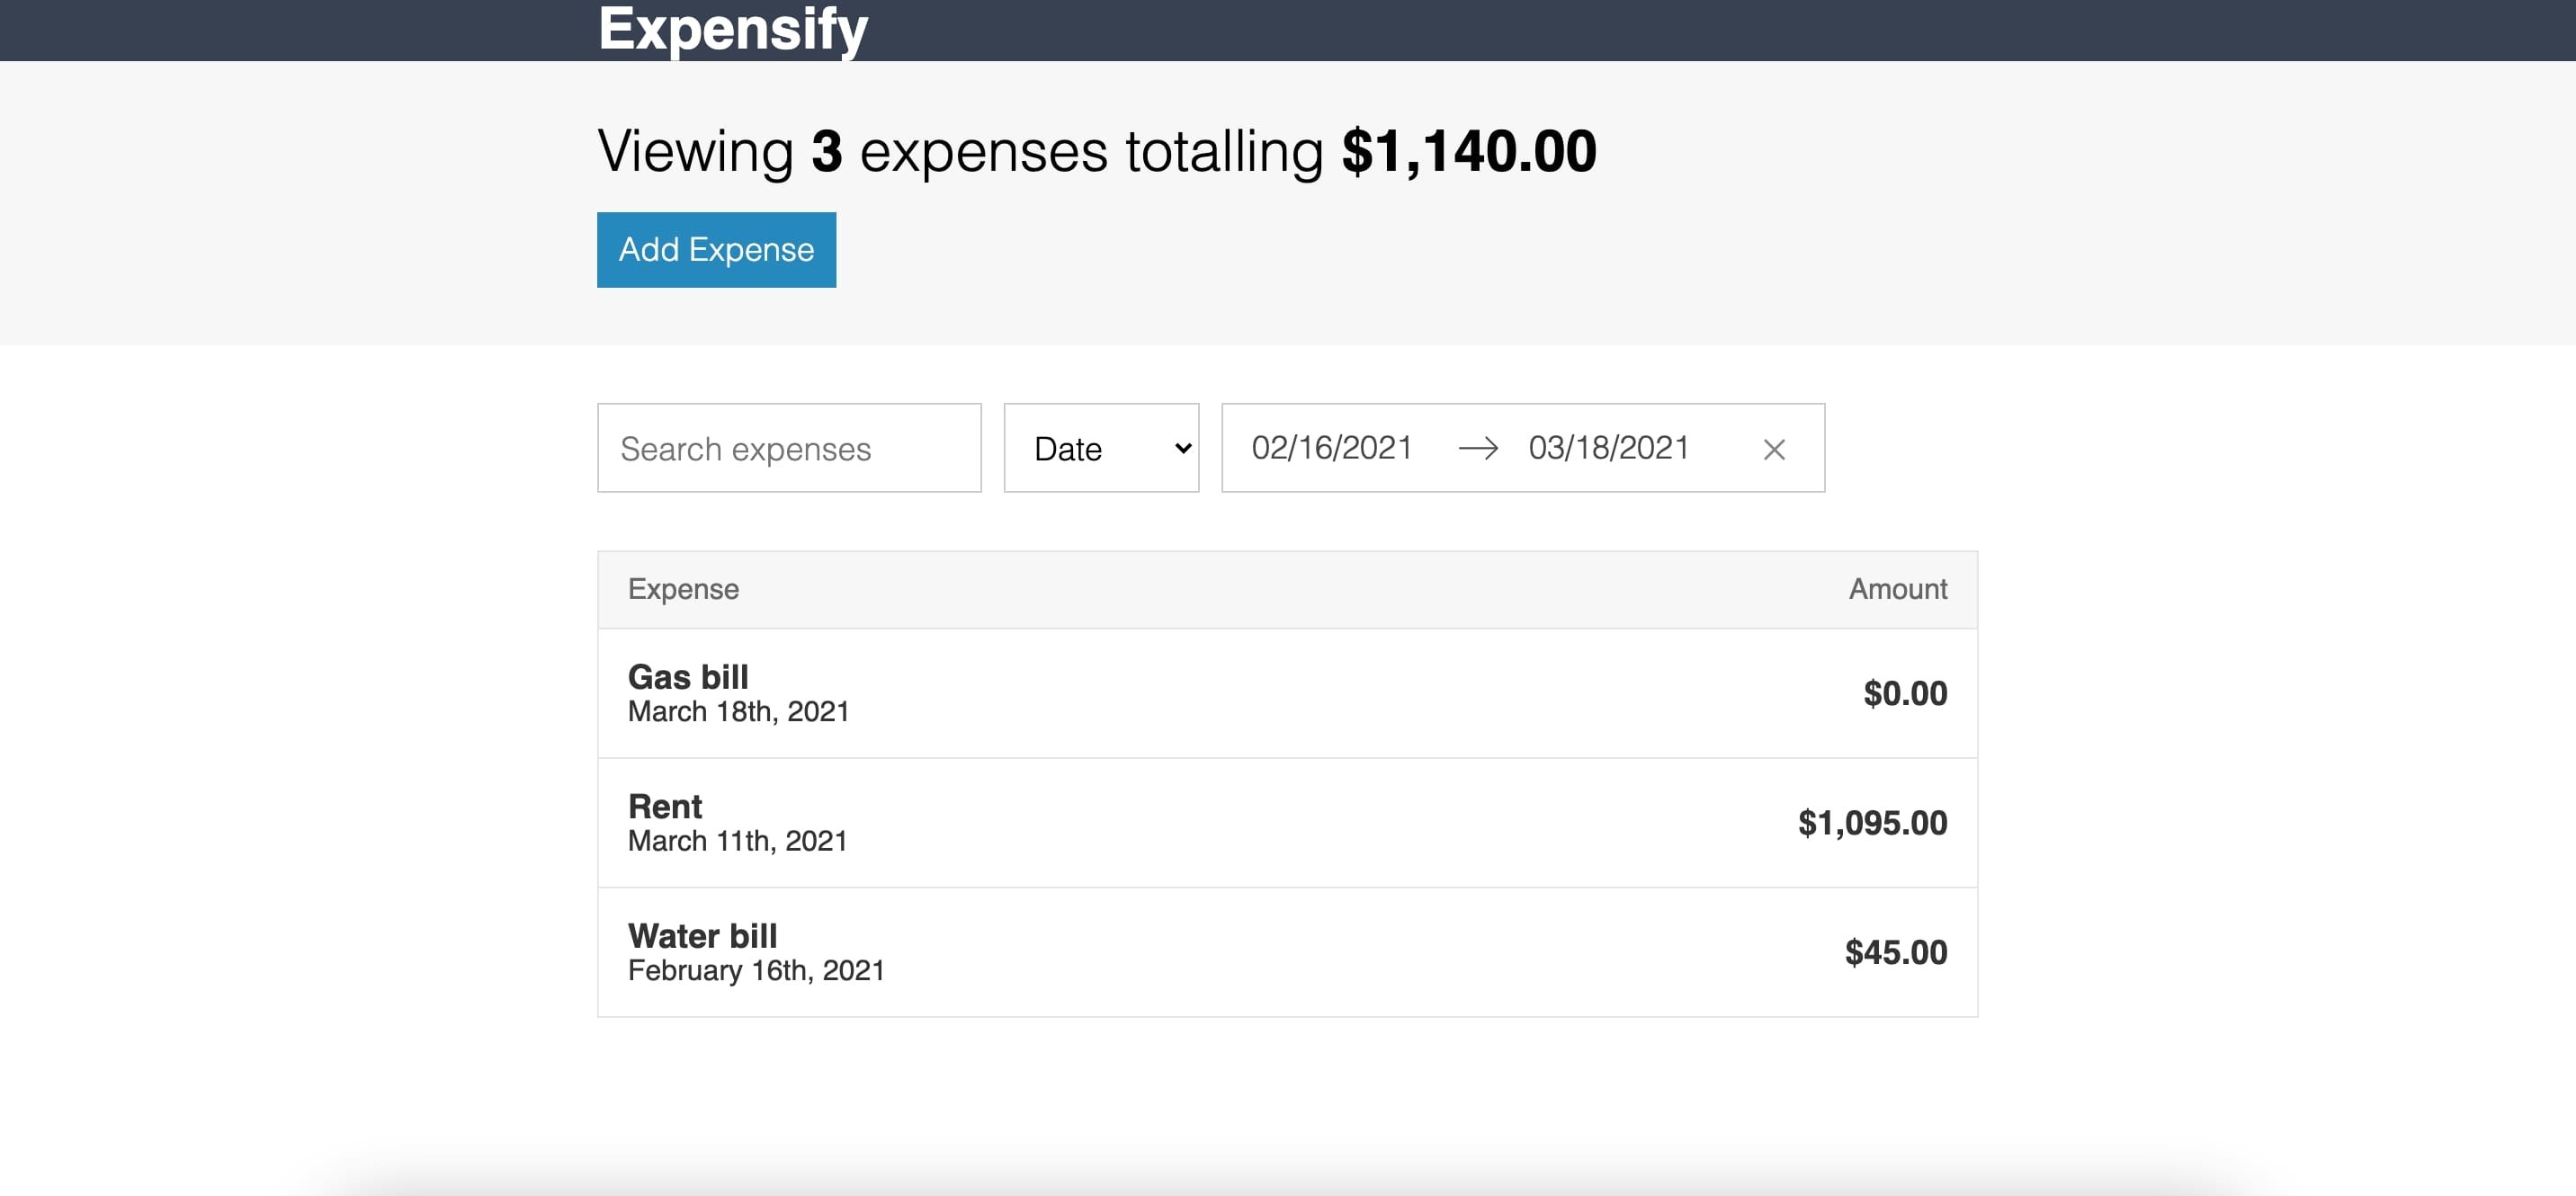 Expensify
Viewing 3 expenses totalling $1,140.00
Add Expense
Search expenses Date 02/16/2021 → 03/18/2021 ×
Expense Amount
Gas bill
March 18th, 2021
$0.00
Rent
March 11th, 2021
$1,095.00
Water bill
February 16th, 2021
$45.00